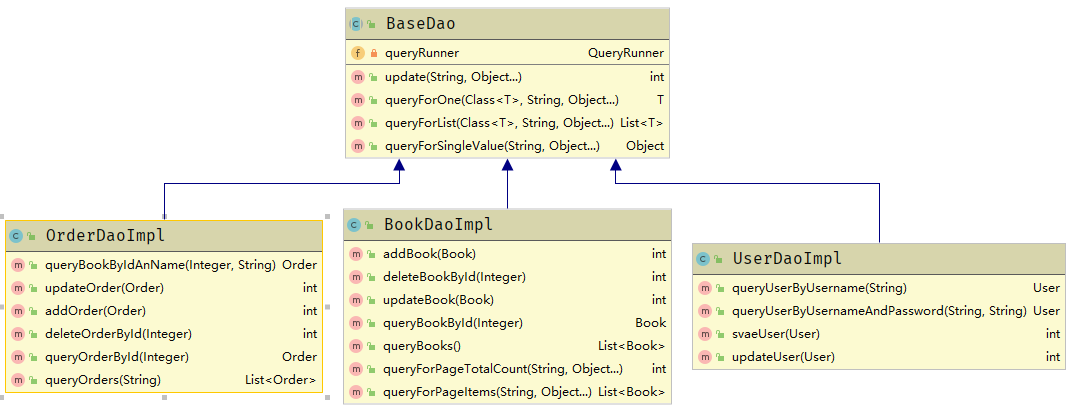 BaseDao
queryRunner QueryRunner
update(String, Object...) int
queryForOne(Class<T>, String, Object...) T
queryForList(Class<T>, String, Object...) List<T>
queryForSingleValue(String, Object...) Object
OrderDaoImpl
queryBookByIdAnName(Integer, String) Order
updateOrder(Order) int
addOrder(Order) int
deleteOrderById(Integer) int
queryOrderById(Integer) Order
queryOrders(String) List<Order>
BookDaoImpl
addBook(Book) int
deleteBookById(Integer) int
updateBook(Book) int
queryBookById(Integer) Book
queryBooks() List<Book>
queryForPageTotalCount(String, Object...) int
queryForPageItems(String, Object...) List<Book>
UserDaoImpl
queryUserByUsername(String) User
queryUserByUsernameAndPassword(String, String) User
svaeUser(User) int
updateUser(User) int